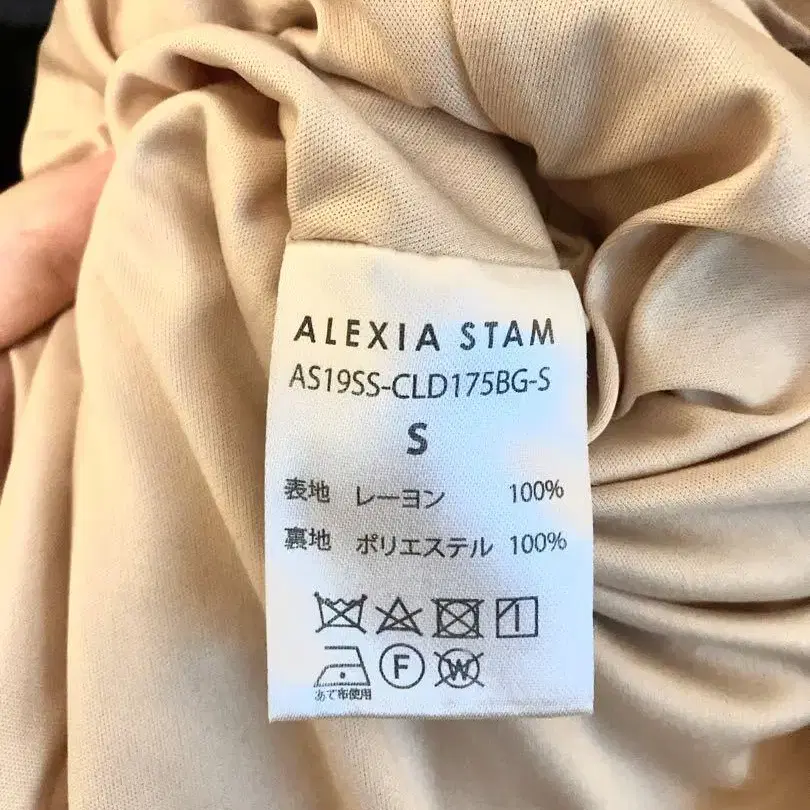 ALEXIA STAM
AS19SS-CLD175BG-S
S
表地 レーヨン 100%
裏地 ポリエステル 100%
F W
あて布使用